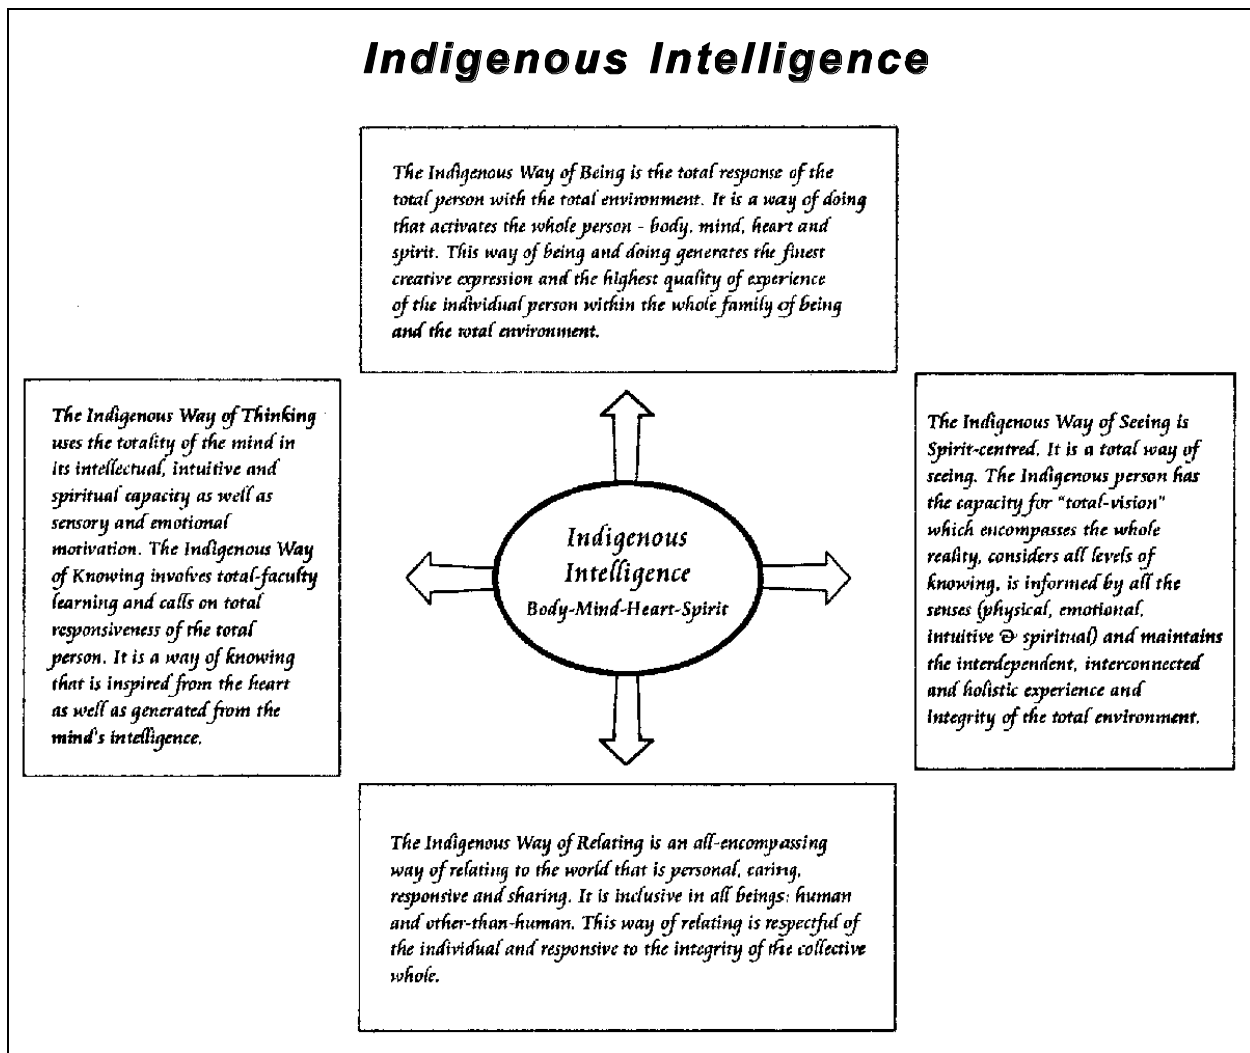 Indigenous Intelligence
The Indigenous Way of Being is the total response of the
total person with the total environment. It is a way of doing
that activates the whole person - body, mind, heart and
spirit. This way of being and doing generates the finest
creative expression and the highest quality of experience
of the individual person within the whole family of being
and the total environment.
The Indigenous Way of Thinking
uses the totality of the mind in
its intellectual, intuitive and
spiritual capacity as well as
sensory and emotional
motivation. The Indigenous Way
of Knowing involves total-faculty
learning and calls on total
responsiveness of the total
person. It is a way of knowing
that is inspired from the heart
as well as generated from the
mind's intelligence.
Indigenous
Intelligence
Body-Mind-Heart-Spirit
The Indigenous Way of Seeing is
Spirit-centred. It is a total way of
seeing. The Indigenous person has
the capacity for "total-vision"
which encompasses the whole
reality, considers all levels of
knowing, is informed by all the
senses (physical, emotional,
intuitive & spiritual) and maintains
the interdependent, interconnected
and holistic experience and
Integrity of the total environment.
The Indigenous Way of Relating is an all-encompassing
way of relating to the world that is personal, caring,
responsive and sharing. It is inclusive in all beings: human
and other-than-human. This way of relating is respectful of
the individual and responsive to the integrity of the collective
whole.